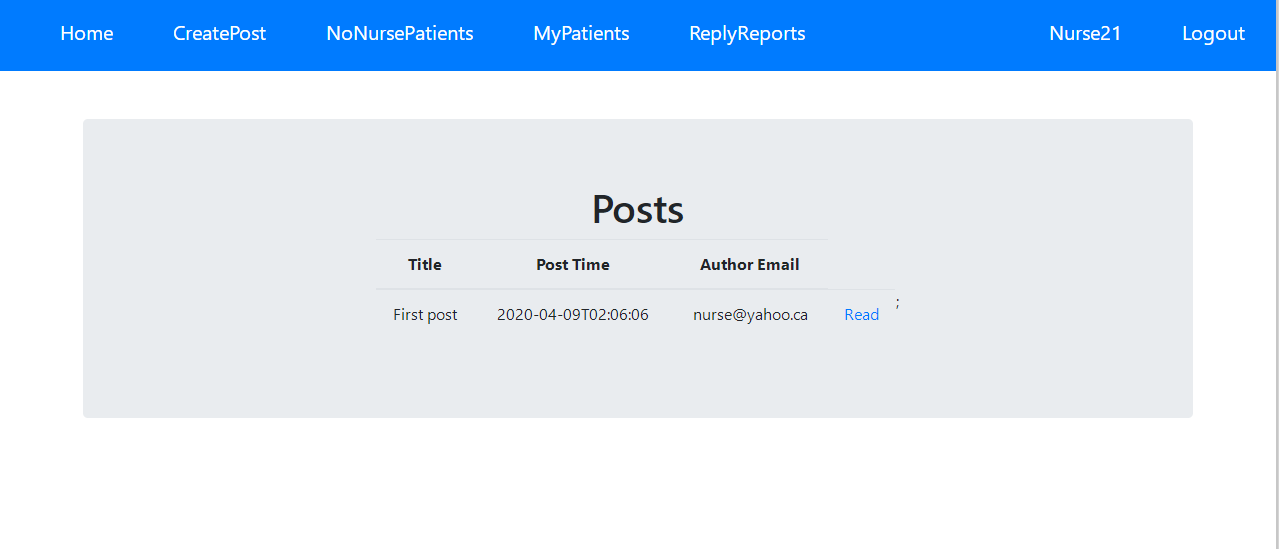 Home CreatePost NoNursePatients MyPatients ReplyReports Nurse21 Logout
Posts
Title Post Time Author Email
First post 2020-04-09T02:06:06 nurse@yahoo.ca Read ;